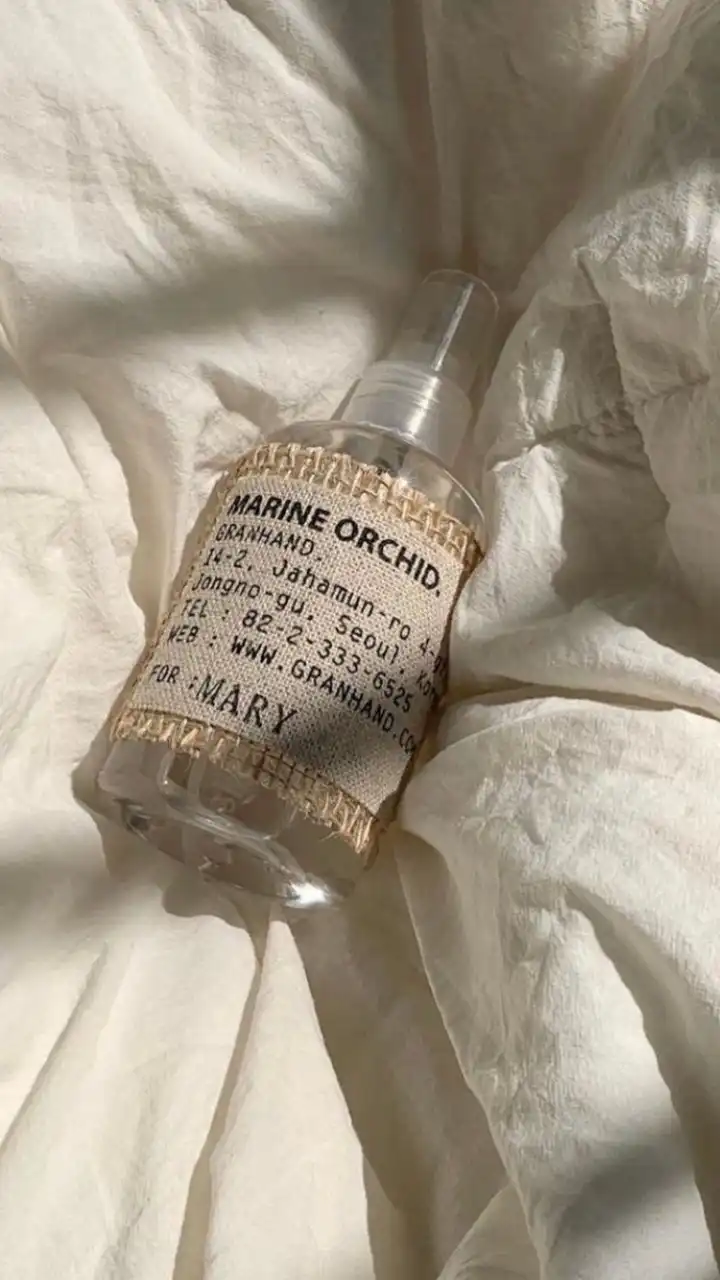 MARINE ORCHID.
GRANHAND.
14-2, Jahamun-ro 4-g
Jongno-gu, Seoul, Ko
TEL : 82-2-333-6525
WEB : WWW.GRANHAND.CO
FOR : MARY